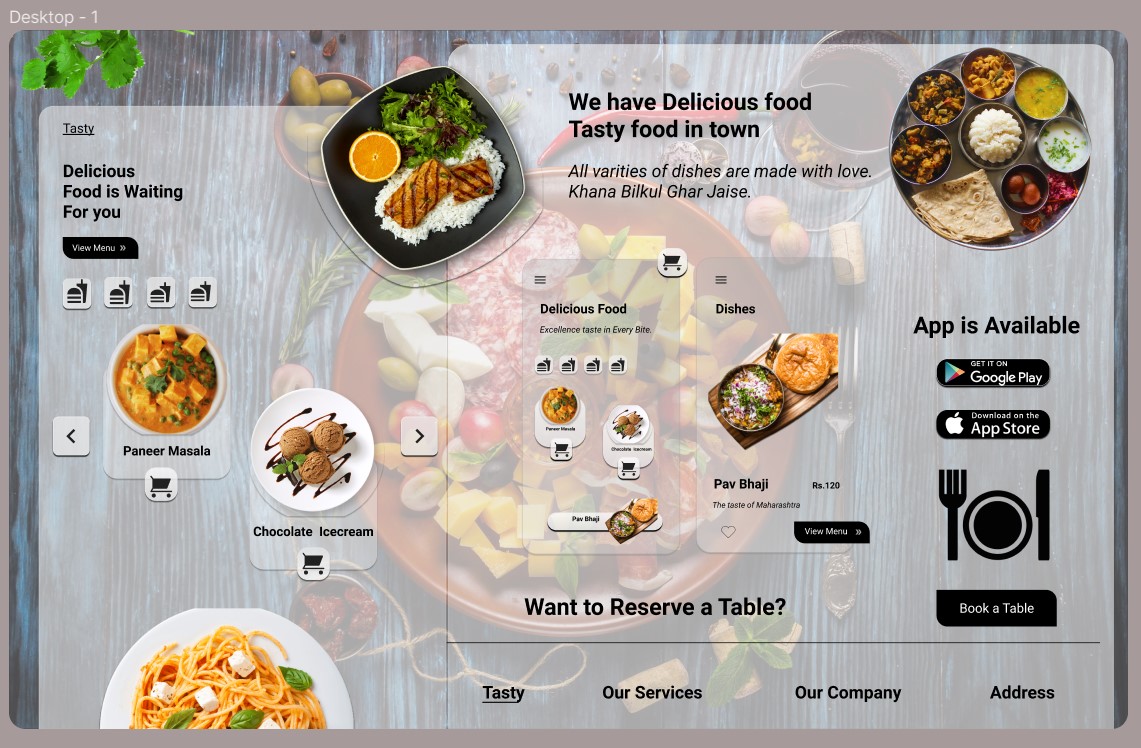 Desktop - 1
Tasty
Delicious
Food is Waiting
For you
View Menu »
Paneer Masala
Chocolate Icecream
We have Delicious food
Tasty food in town
All varities of dishes are made with love.
Khana Bilkul Ghar Jaise.
Delicious Food
Excellence taste in Every Bite.
Paneer Masala
Chocolate Icecream
Pav Bhaji
Dishes
Pav Bhaji
Rs.120
The taste of Maharashtra
View Menu »
App is Available
GET IT ON
Google Play
Download on the
App Store
Want to Reserve a Table?
Book a Table
Tasty
Our Services
Our Company
Address